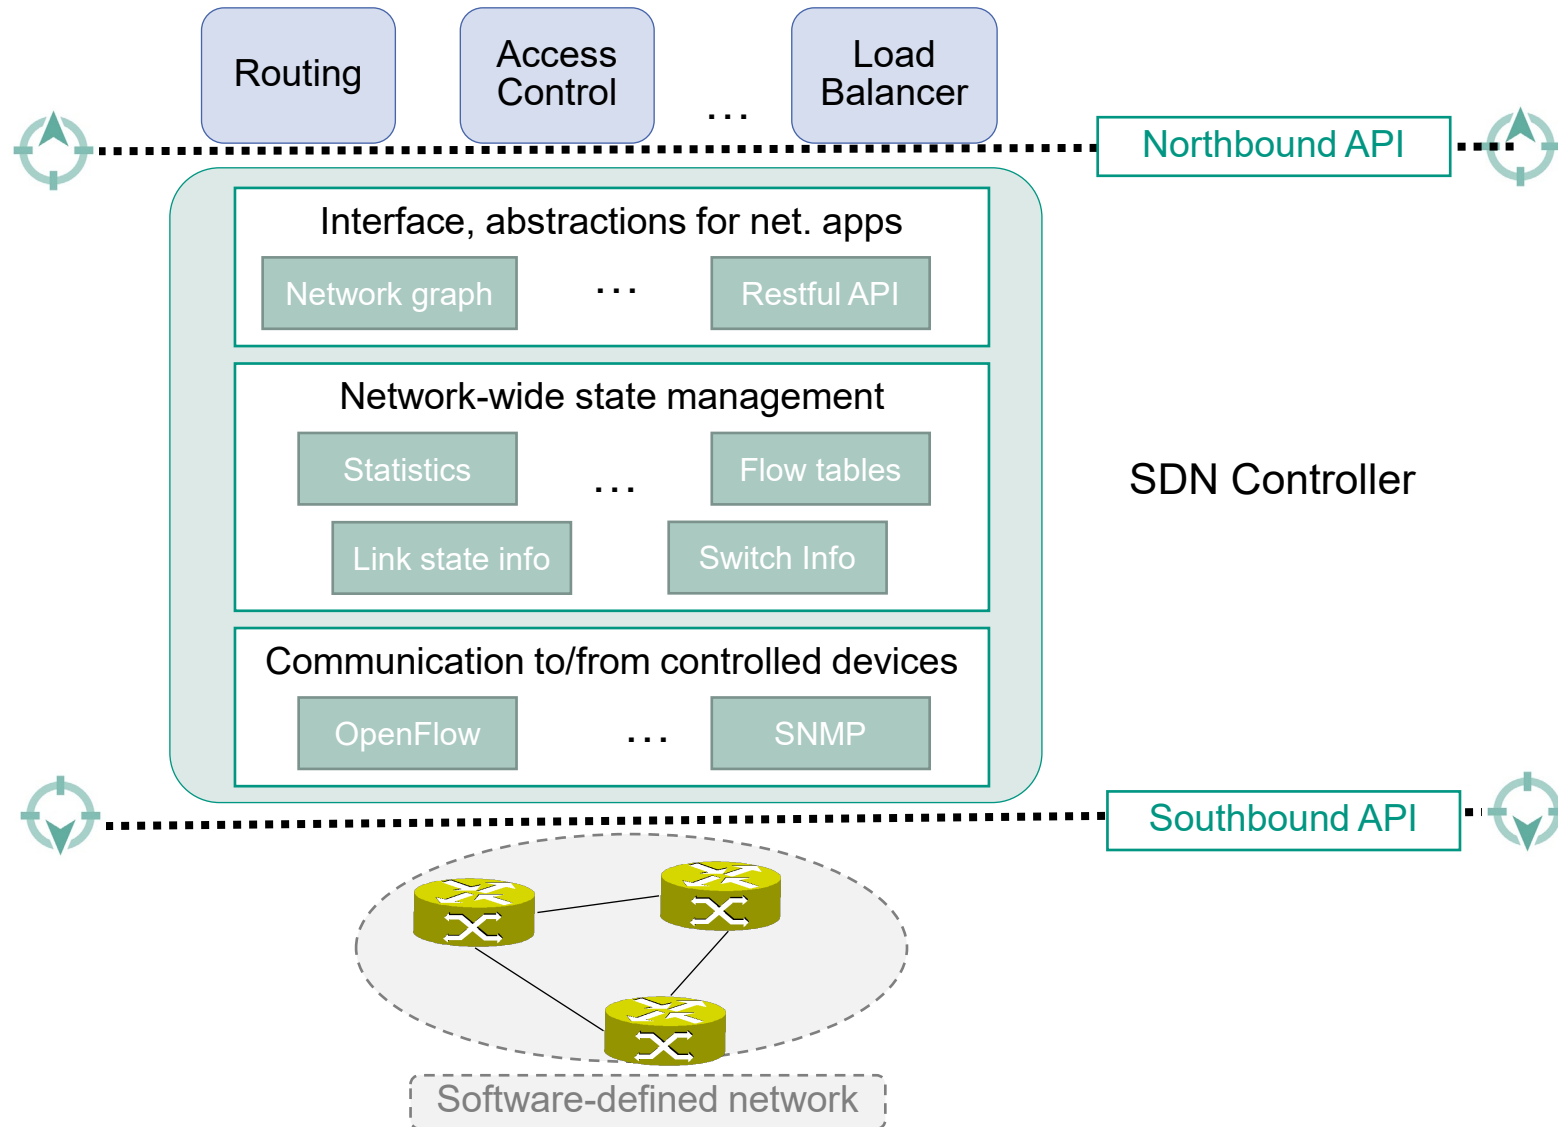 Routing
Access
Control
...
Load
Balancer
Northbound API
Interface, abstractions for net. apps
Network graph
...
Restful API
Network-wide state management
Statistics
...
Flow tables
Link state info
Switch Info
SDN Controller
Communication to/from controlled devices
OpenFlow
...
SNMP
Southbound API
Software-defined network